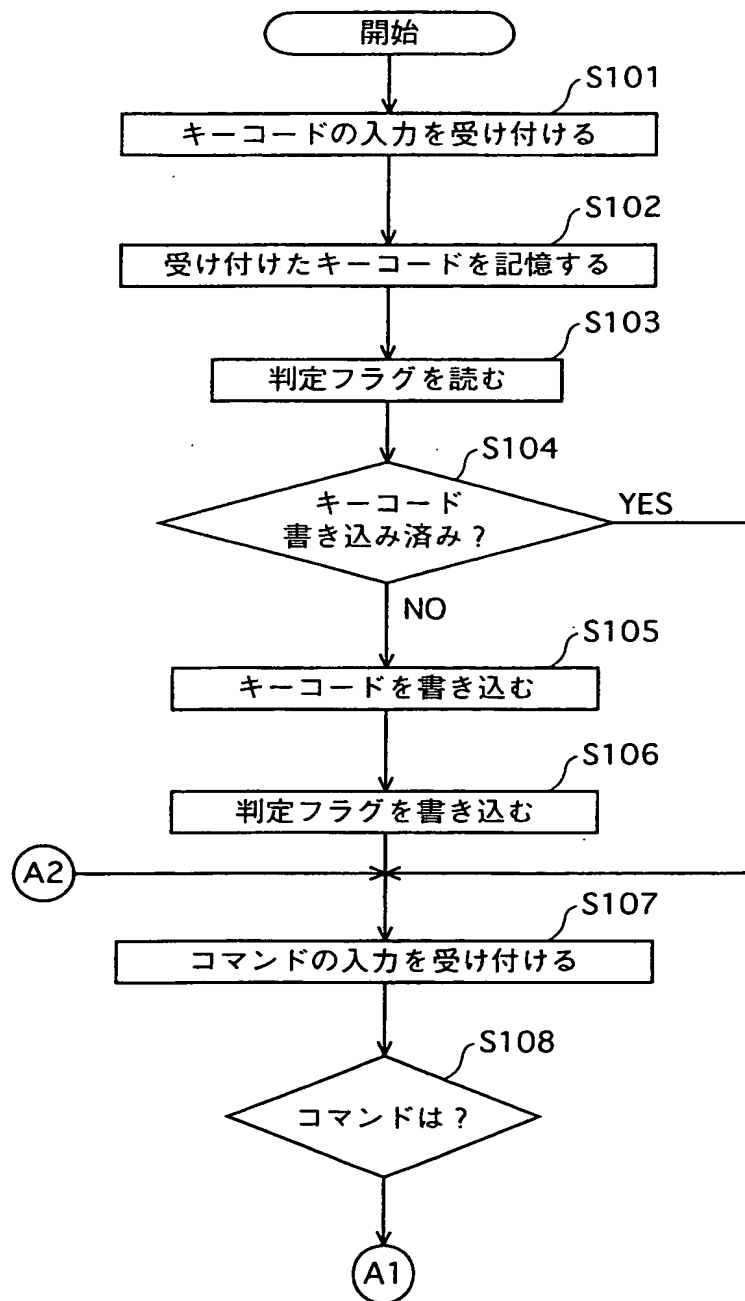 開始
S101
キーコードの入力を受け付ける
S102
受け付けたキーコードを記憶する
S103
判定フラグを読む
S104
キーコード
書き込み済み？
YES
NO
S105
キーコードを書き込む
S106
判定フラグを書き込む
A2
S107
コマンドの入力を受け付ける
S108
コマンドは？
A1